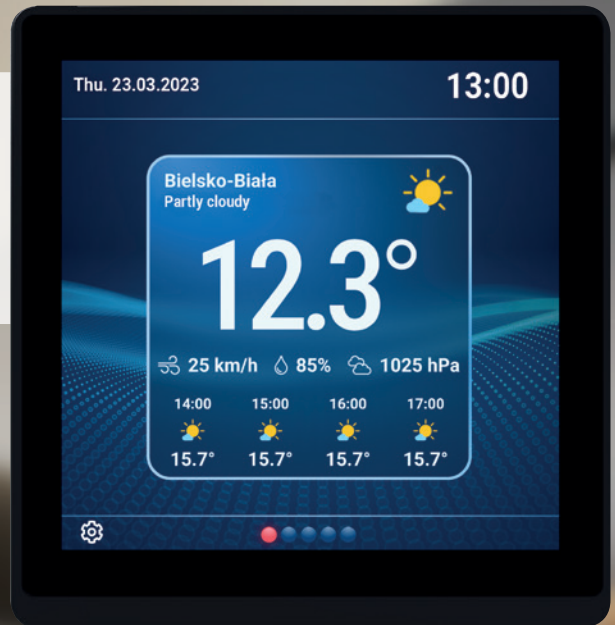 Thu. 23.03.2023 13:00
Bielsko-Biała
Partly cloudy
12.3°
25 km/h 85% 1025 hPa
14:00 15:00 16:00 17:00
15.7° 15.7° 15.7° 15.7°